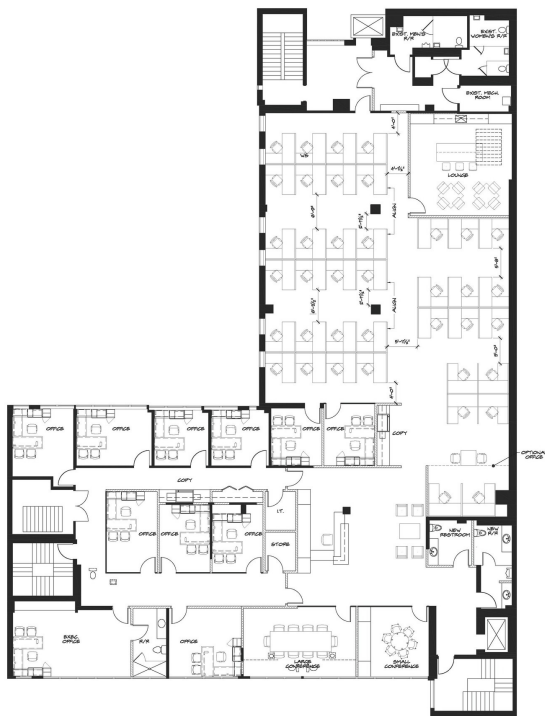 EXIST. MEN'S
R/R
EXIST.
WOMEN'S R/R
EXIST. MECH.
ROOM
WS
LOUNGE
ALIGN
ALIGN
OFFICE
OFFICE
OFFICE
OFFICE
OFFICE
OFFICE
COPY
OPTIONAL
OFFICE
COPY
OFFICE
OFFICE
OFFICE
I.T.
STORE
NEW
RESTROOM
NEW
R/R
EXEC.
OFFICE
R/R
OFFICE
LARGE
CONFERENCE
SMALL
CONFERENCE